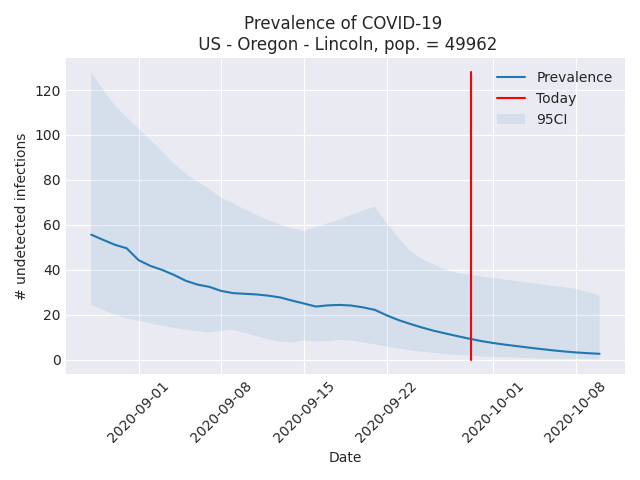 Prevalence of COVID-19
US - Oregon - Lincoln, pop. = 49962
Prevalence
Today
95CI
# undetected infections
120
100
80
60
40
20
0
2020-09-01
2020-09-08
2020-09-15
2020-09-22
2020-10-01
2020-10-08
Date